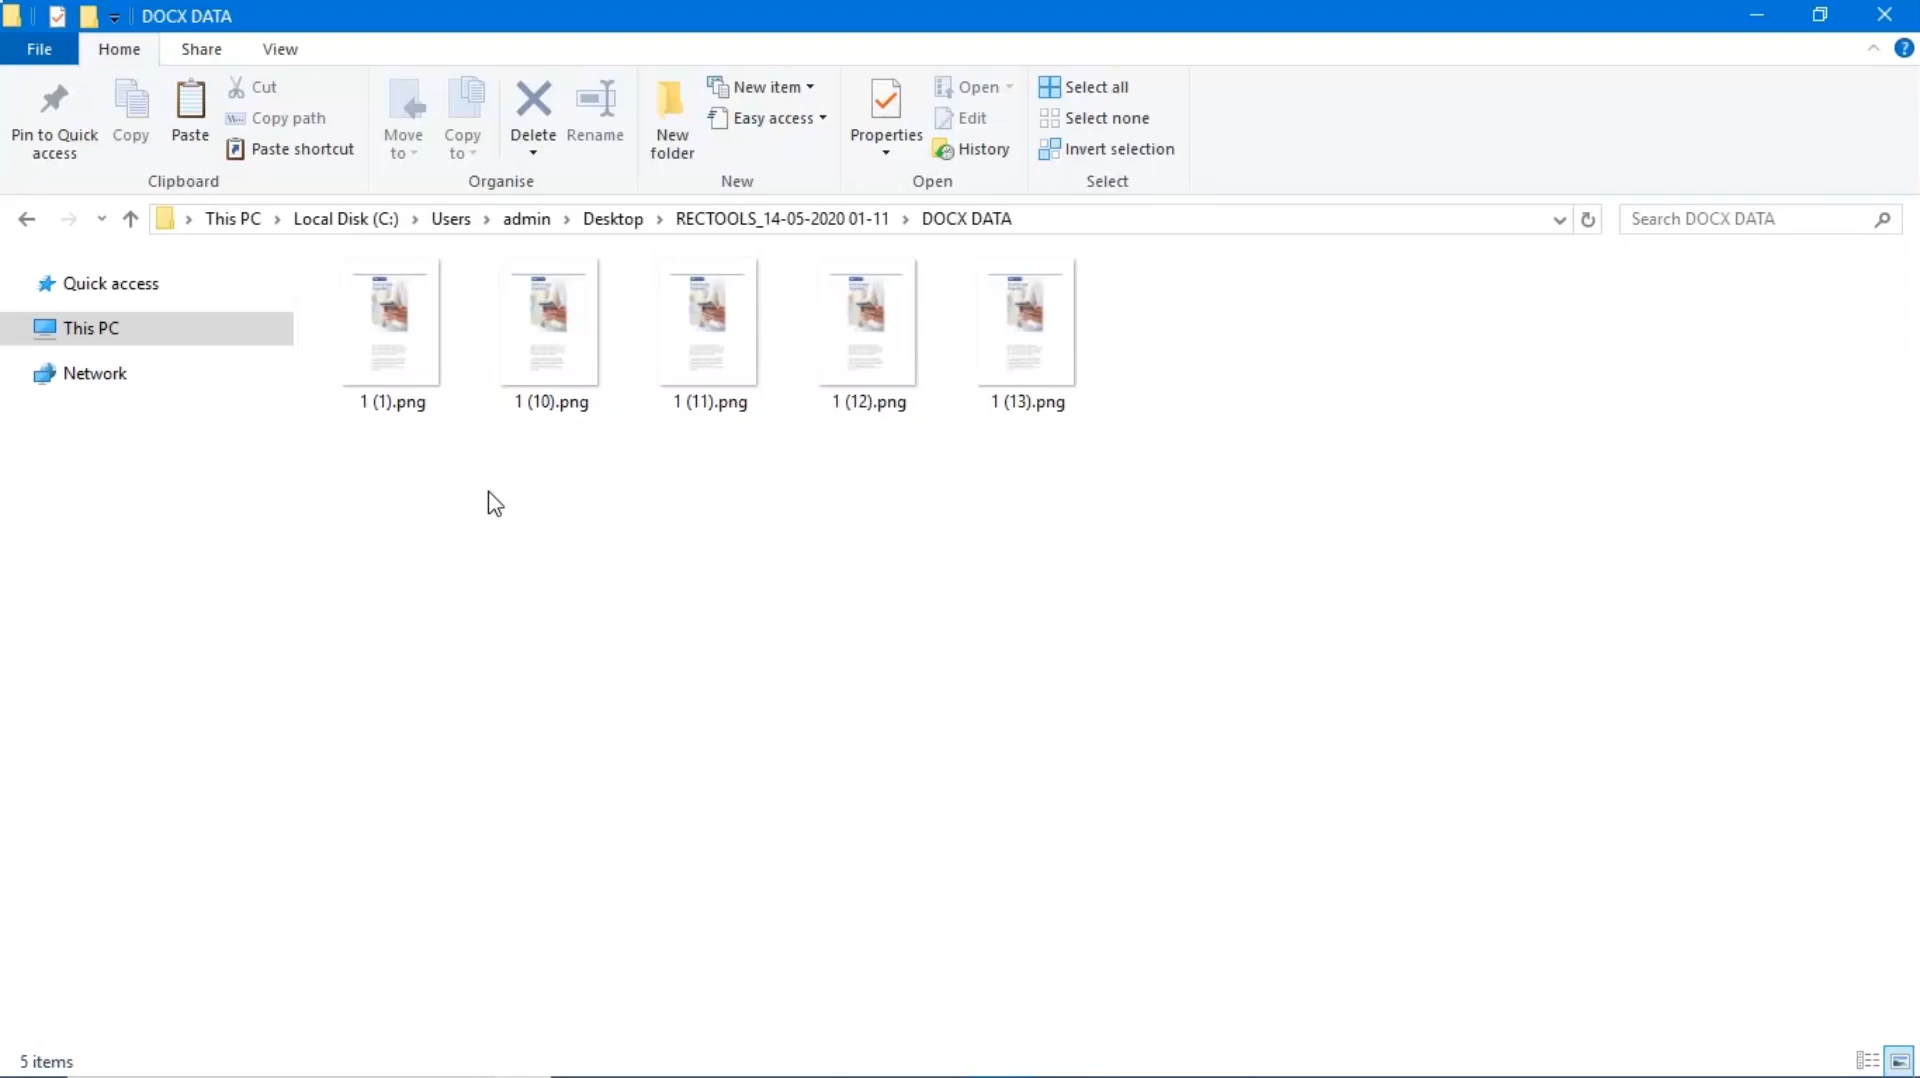 DOCX DATA
File Home Share View
Pin to Quick access
Copy
Paste
Cut
Copy path
Paste shortcut
Clipboard
Move to
Copy to
Delete
Rename
Organise
New folder
New item
Easy access
New
Properties
Open
Edit
History
Open
Select all
Select none
Invert selection
Select
This PC Local Disk (C:) Users admin Desktop RECTOOLS_14-05-2020 01-11 DOCX DATA
Search DOCX DATA
Quick access
This PC
Network
1 (1).png
1 (10).png
1 (11).png
1 (12).png
1 (13).png
5 items